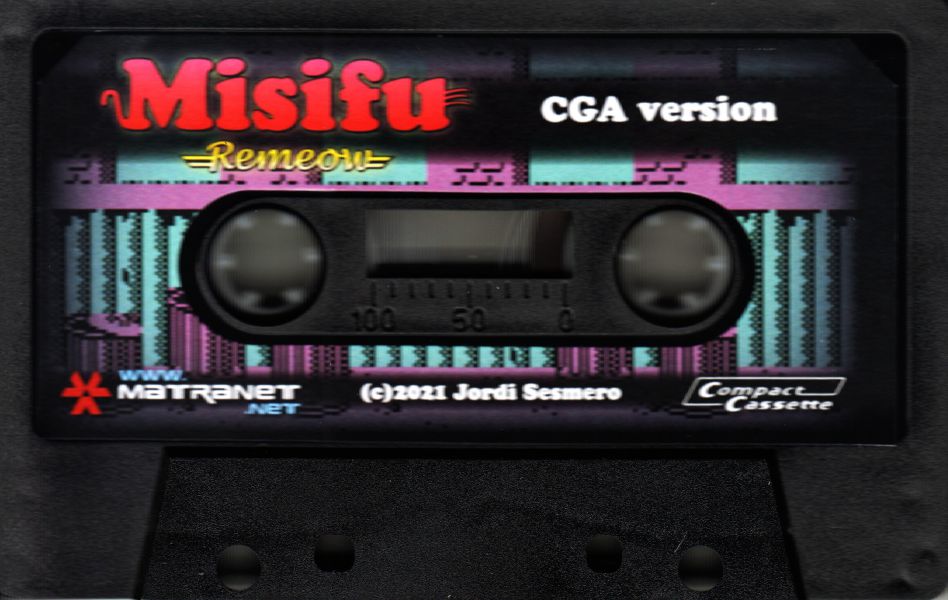 Misifu
Remeow
CGA version
100 50 0
www.
MATRANET
.NET
(c)2021 Jordi Sesmero
Compact
Cassette